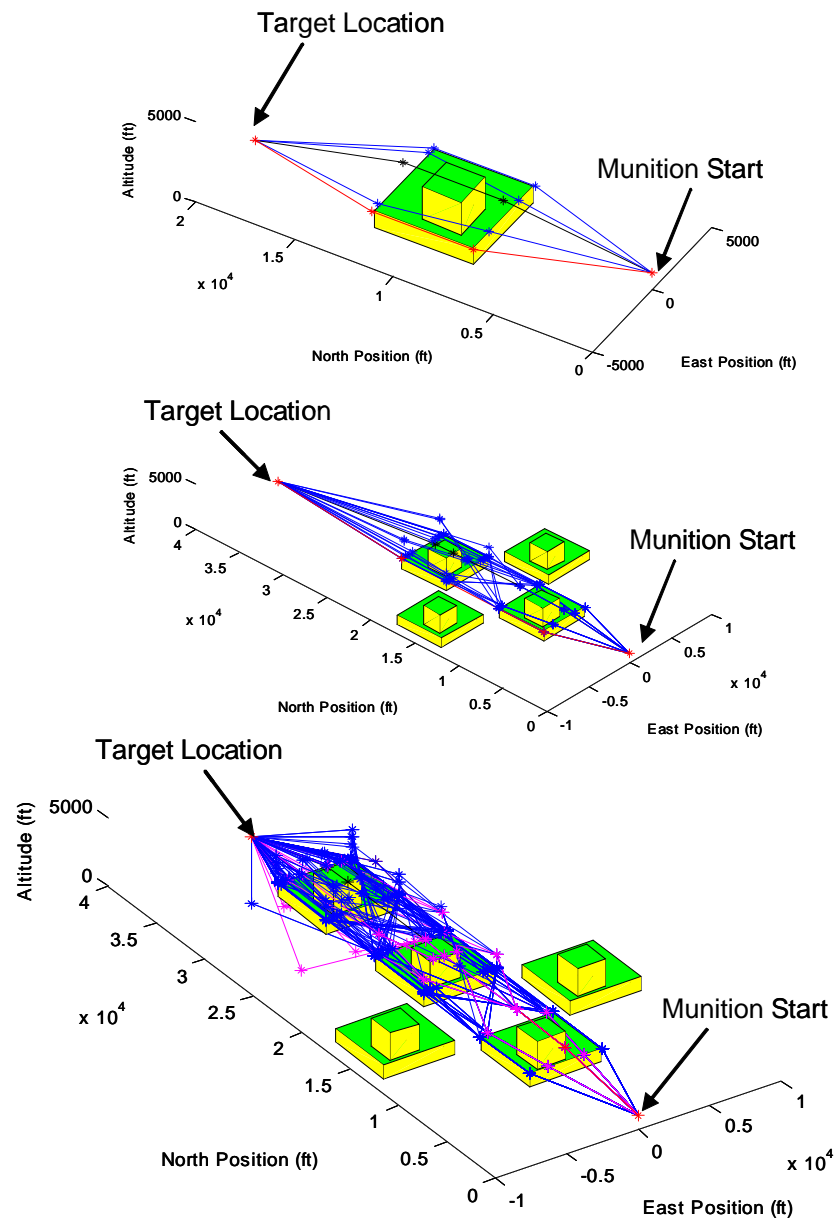 Target Location
Munition Start
Altitude (ft)
5000
0
2
1.5
x 10^4
1
0.5
0
North Position (ft)
5000
0
-5000
East Position (ft)
Target Location
Munition Start
Altitude (ft)
5000
0
4
3.5
3
2.5
x 10^4
2
1.5
1
0.5
0
North Position (ft)
1
0.5
0
x 10^4
-0.5
-1
East Position (ft)
Target Location
Munition Start
Altitude (ft)
5000
0
4
3.5
3
x 10^4
2.5
2
1.5
1
0.5
0
North Position (ft)
1
0.5
0
x 10^4
-0.5
-1
East Position (ft)